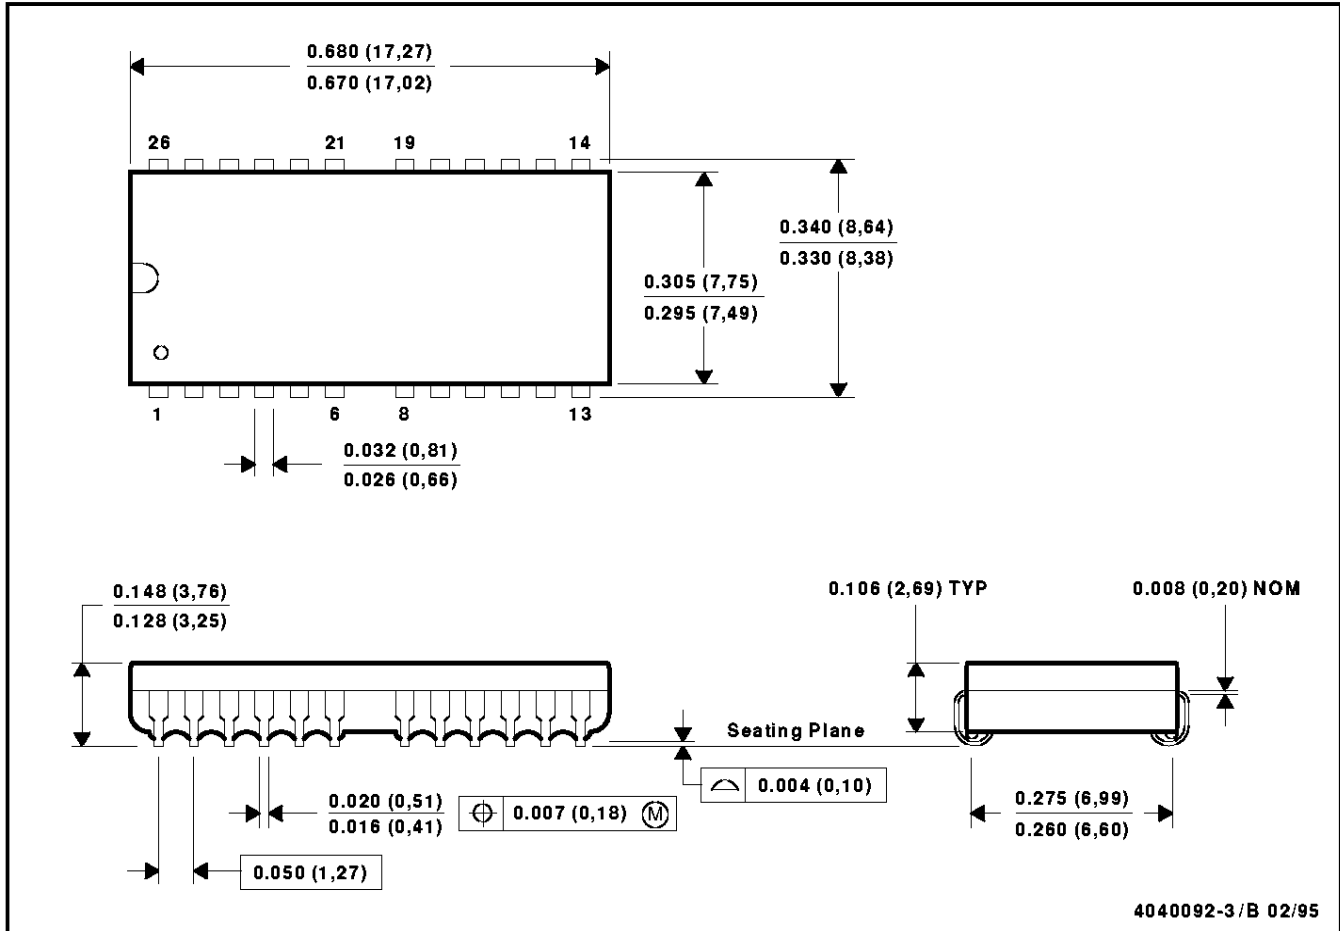 0.680 (17,27)
0.670 (17,02)
26 21 19 14
0.340 (8,64)
0.330 (8,38)
0.305 (7,75)
0.295 (7,49)
1 6 8 13
0.032 (0,81)
0.026 (0,66)
0.148 (3,76)
0.128 (3,25)
0.106 (2,69) TYP
0.008 (0,20) NOM
Seating Plane
0.004 (0,10)
0.020 (0,51)
0.016 (0,41)
0.007 (0,18) M
0.275 (6,99)
0.260 (6,60)
0.050 (1,27)
4040092-3/B 02/95